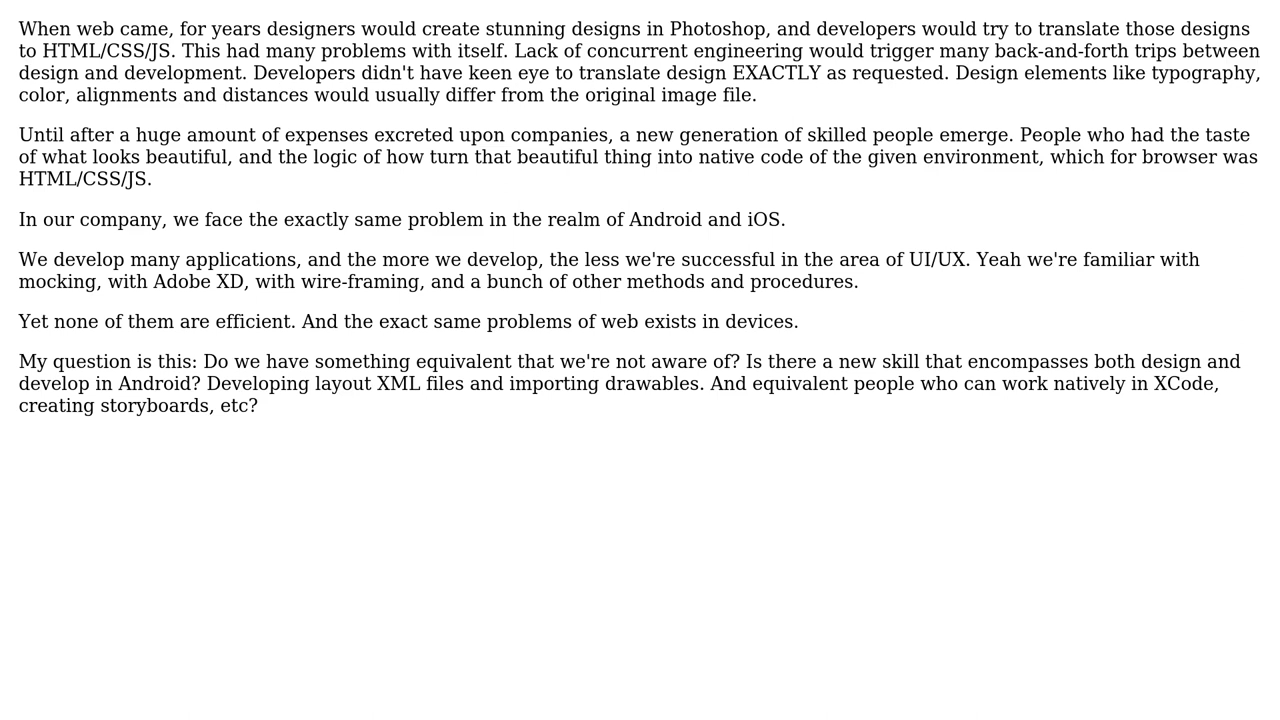 When web came, for years designers would create stunning designs in Photoshop, and developers would try to translate those designs
to HTML/CSS/JS. This had many problems with itself. Lack of concurrent engineering would trigger many back-and-forth trips between
design and development. Developers didn't have keen eye to translate design EXACTLY as requested. Design elements like typography,
color, alignments and distances would usually differ from the original image file.
Until after a huge amount of expenses excreted upon companies, a new generation of skilled people emerge. People who had the taste
of what looks beautiful, and the logic of how turn that beautiful thing into native code of the given environment, which for browser was
HTML/CSS/JS.
In our company, we face the exactly same problem in the realm of Android and iOS.
We develop many applications, and the more we develop, the less we're successful in the area of UI/UX. Yeah we're familiar with
mocking, with Adobe XD, with wire-framing, and a bunch of other methods and procedures.
Yet none of them are efficient. And the exact same problems of web exists in devices.
My question is this: Do we have something equivalent that we're not aware of? Is there a new skill that encompasses both design and
develop in Android? Developing layout XML files and importing drawables. And equivalent people who can work natively in XCode,
creating storyboards, etc?